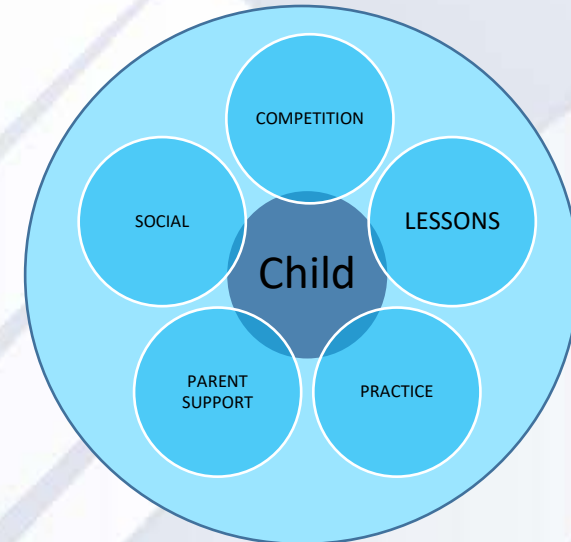 COMPETITION
SOCIAL
LESSONS
Child
PARENT
SUPPORT
PRACTICE